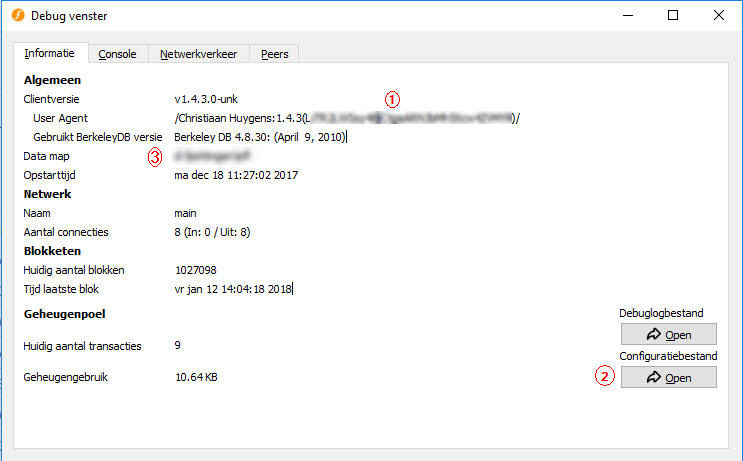 Debug venster
Informatie Console Netwerkverkeer Peers
Algemeen
Clientversie v1.4.3.0-unk 1
User Agent /Christiaan Huygens:1.4.3( )/
Gebruikt BerkeleyDB versie Berkeley DB 4.8.30: (April 9, 2010)
Data map 3
Opstarttijd ma dec 18 11:27:02 2017
Netwerk
Naam main
Aantal connecties 8 (In: 0 / Uit: 8)
Blokketen
Huidig aantal blokken 1027098
Tijd laatste blok vr jan 12 14:04:18 2018
Geheugenpoel Debuglogbestand
Open
Huidig aantal transacties 9
Configuratiebestand
Geheugengebruik 10.64 KB 2 Open